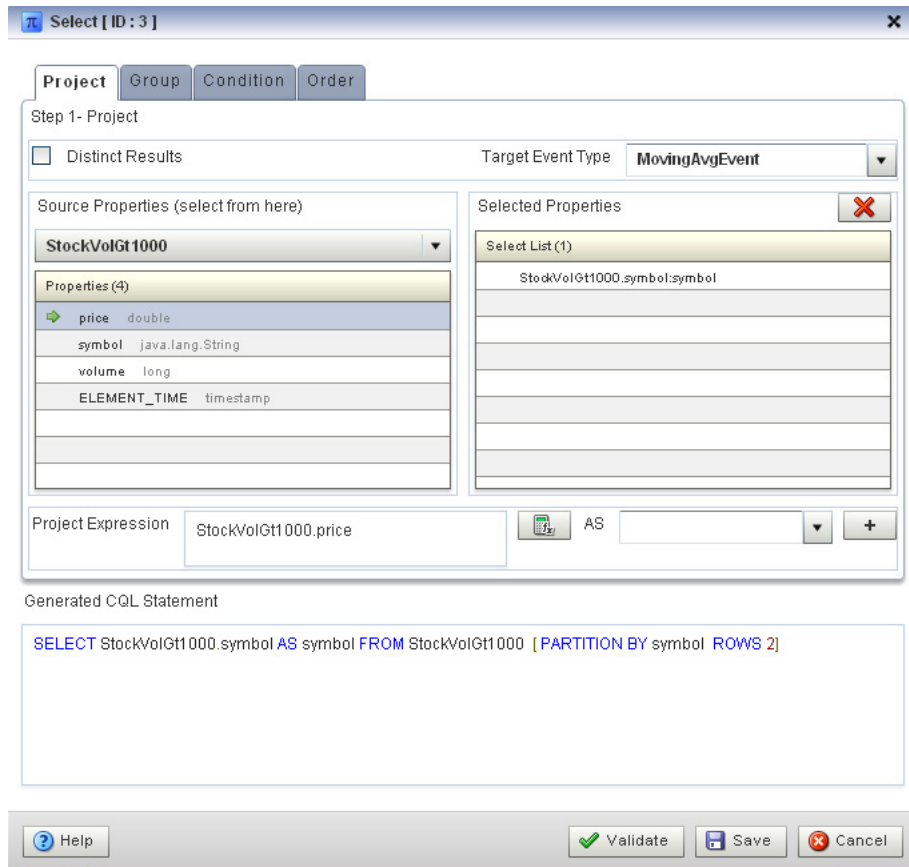 π Select [ ID : 3 ]
Project Group Condition Order
Step 1- Project
Distinct Results Target Event Type MovingAvgEvent
Source Properties (select from here) Selected Properties
StockVolGt1000 Select List (1)
Properties (4) StockVolGt1000.symbol:symbol
price double
symbol java.lang.String
volume long
ELEMENT_TIME timestamp
Project Expression StockVolGt1000.price fx AS +
Generated CQL Statement
SELECT StockVolGt1000.symbol AS symbol FROM StockVolGt1000 [ PARTITION BY symbol ROWS 2]
? Help Validate Save Cancel